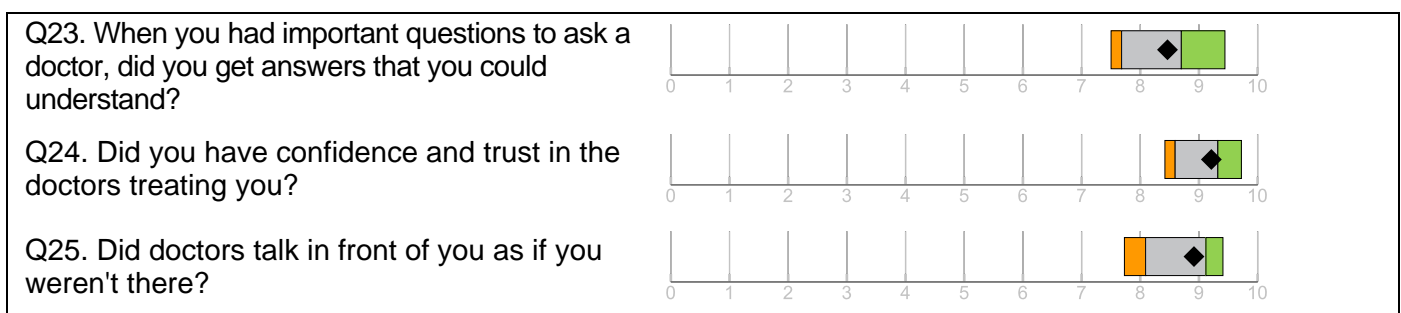 Q23. When you had important questions to ask a
doctor, did you get answers that you could
understand?
0 1 2 3 4 5 6 7 8 9 10
Q24. Did you have confidence and trust in the
doctors treating you?
0 1 2 3 4 5 6 7 8 9 10
Q25. Did doctors talk in front of you as if you
weren't there?
0 1 2 3 4 5 6 7 8 9 10